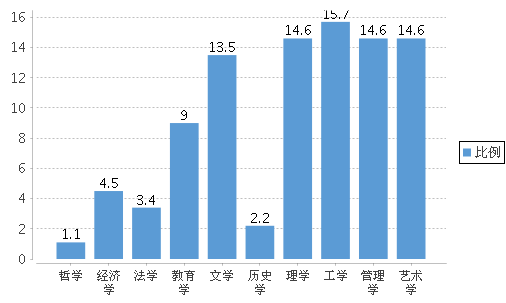 16
14
12
10
8
6
4
2
0
1.1
4.5
3.4
9
13.5
2.2
14.6
15.7
14.6
14.6
哲学
经济
学
法学
教育
学
文学
历史
学
理学
工学
管理
学
艺术
学
比例